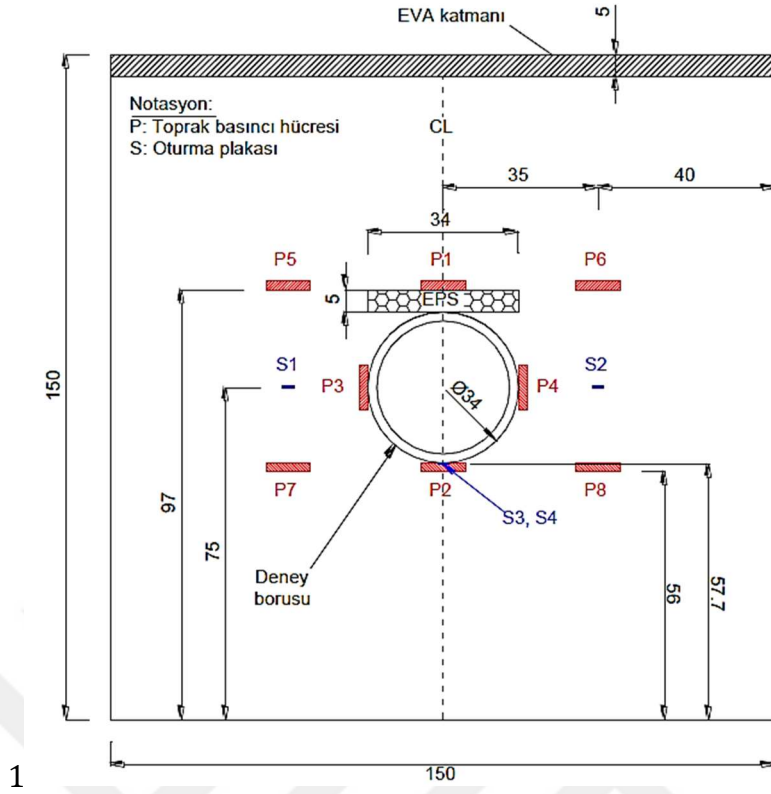 EVA katmanı
5
Notasyon:
P: Toprak basıncı hücresi
S: Oturma plakası
CL
35
40
34
P5
P1
P6
5
EPS
S1
P3
P4
S2
Ø34
150
97
75
P7
P2
P8
S3, S4
Deney
borusu
56
57.7
150
1